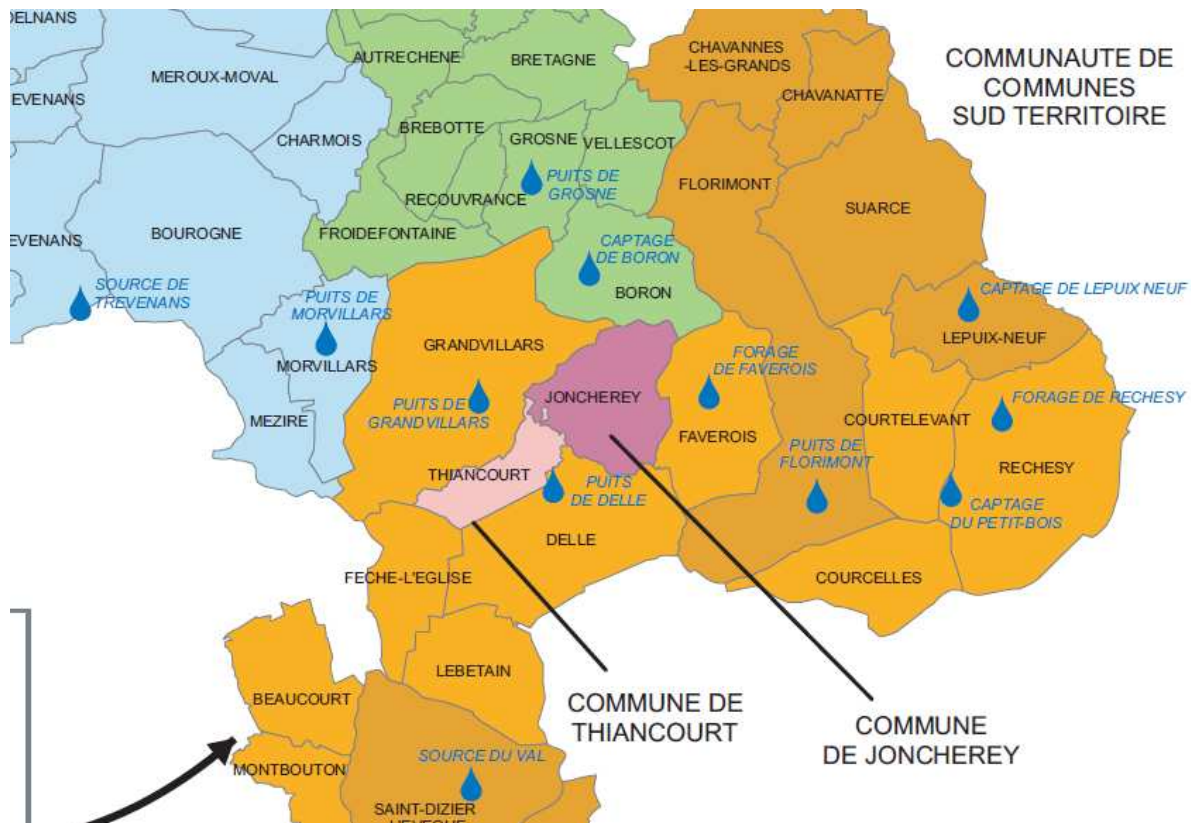 DELNANS
AUTRECHENE
BRETAGNE
CHAVANNES
-LES-GRANDS
COMMUNAUTE DE
COMMUNES
SUD TERRITOIRE
MEROUX-MOVAL
EVENANS
CHAVANATTE
CHARMOIS
BREBOTTE
GROSNE
VELLESCOT
PUITS DE
GROSNE
FLORIMONT
RECOUVRANCE
SUARCE
EVENANS
BOUROGNE
FROIDEFONTAINE
CAPTAGE
DE BORON
BORON
SOURCE DE
TREVENANS
PUITS DE
MORVILLARS
CAPTAGE DE LEPUIX NEUF
LEPUIX-NEUF
GRANDVILLARS
MORVILLARS
FORAGE
DE FAVEROIS
JONCHEREY
PUITS DE
GRANDVILLARS
FORAGE DE RECHESY
MEZIRE
COURTELEVANT
FAVEROIS
PUITS DE
FLORIMONT
RECHESY
THIANCOURT
PUITS
DE DELLE
CAPTAGE
DU PETIT-BOIS
DELLE
FECHE-L'EGLISE
COURCELLES
LEBETAIN
BEAUCOURT
COMMUNE DE
THIANCOURT
COMMUNE
DE JONCHEREY
SOURCE DU VAL
MONTBOUTON
SAINT-DIZIER